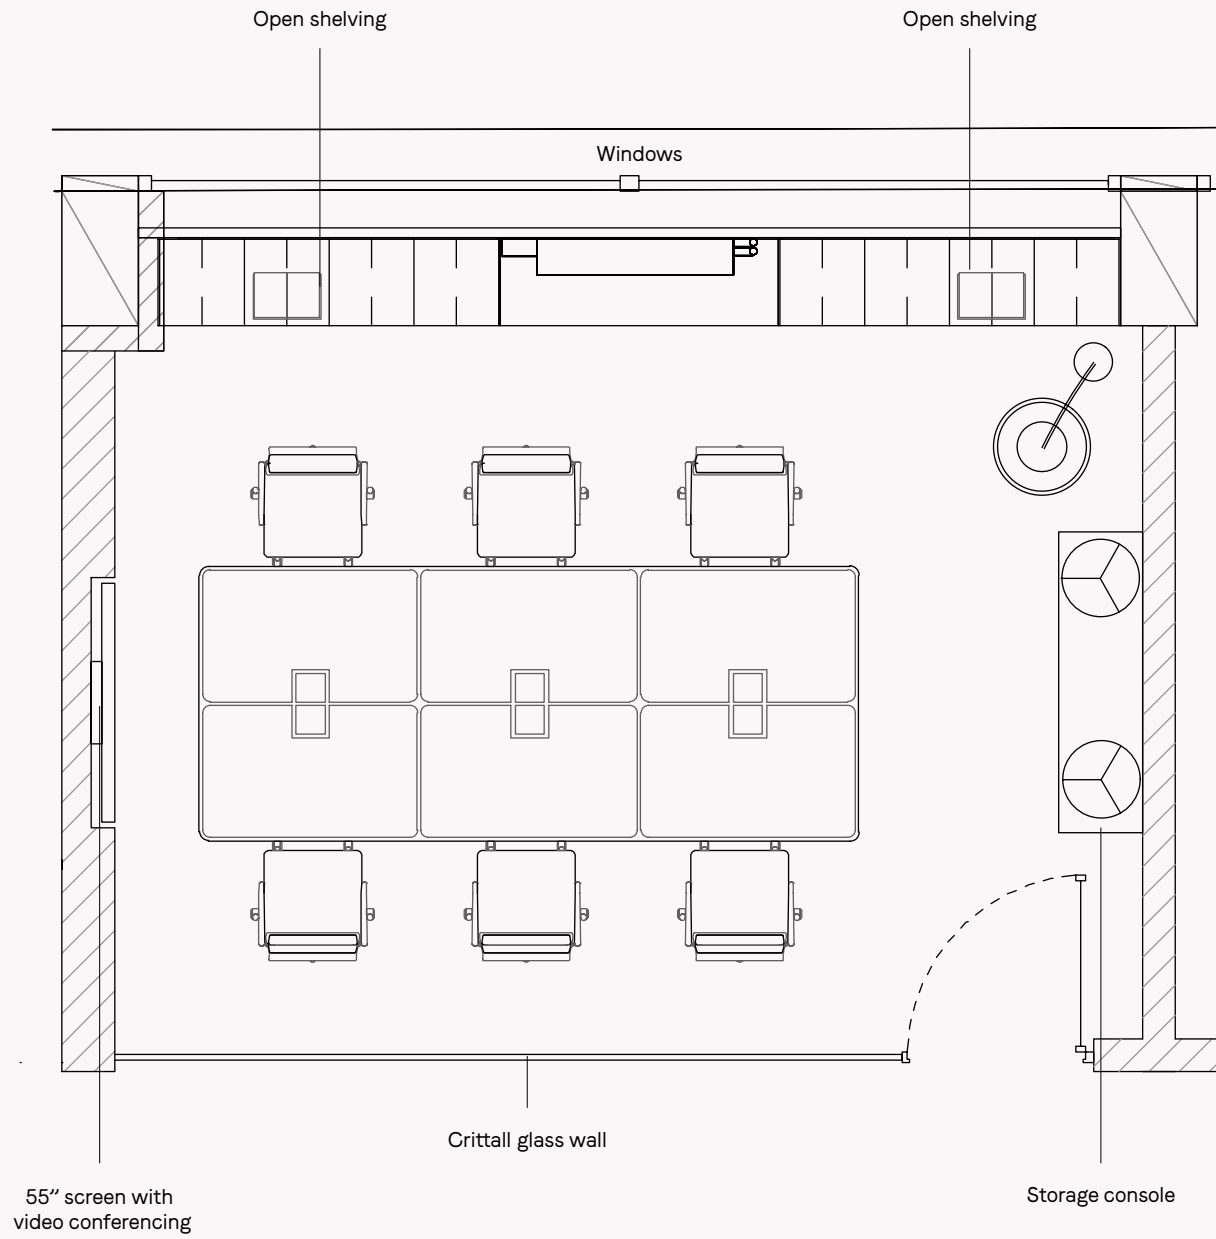 Open shelving
Open shelving
Windows
Crittall glass wall
55” screen with
video conferencing
Storage console